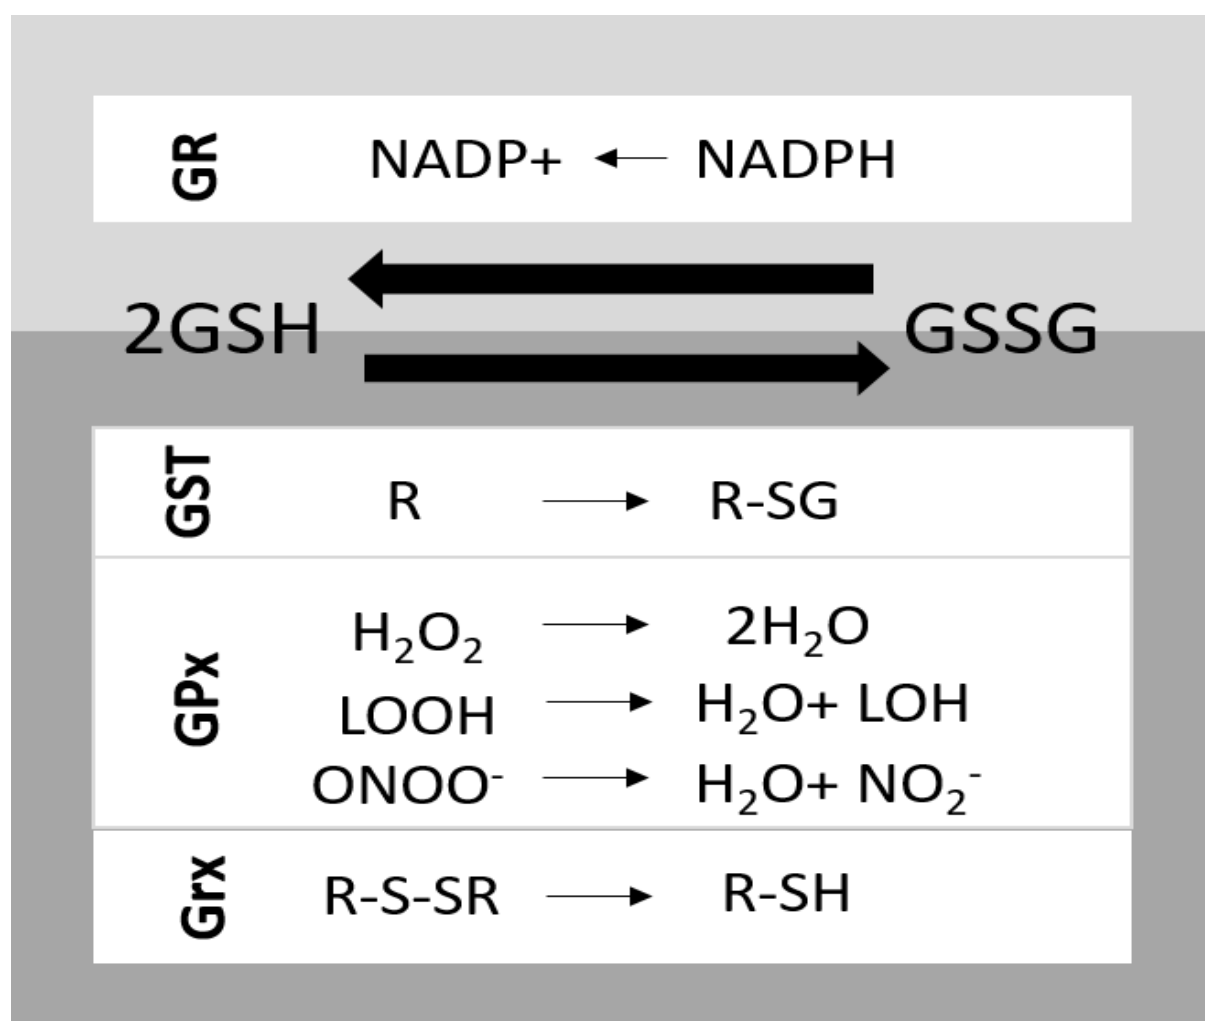 GR NADP+ NADPH
2GSH GSSG
GST R R-SG
GPx
H₂O₂ 2H₂O
LOOH H₂O+ LOH
ONOO⁻ H₂O+ NO₂⁻
Grx R-S-SR R-SH